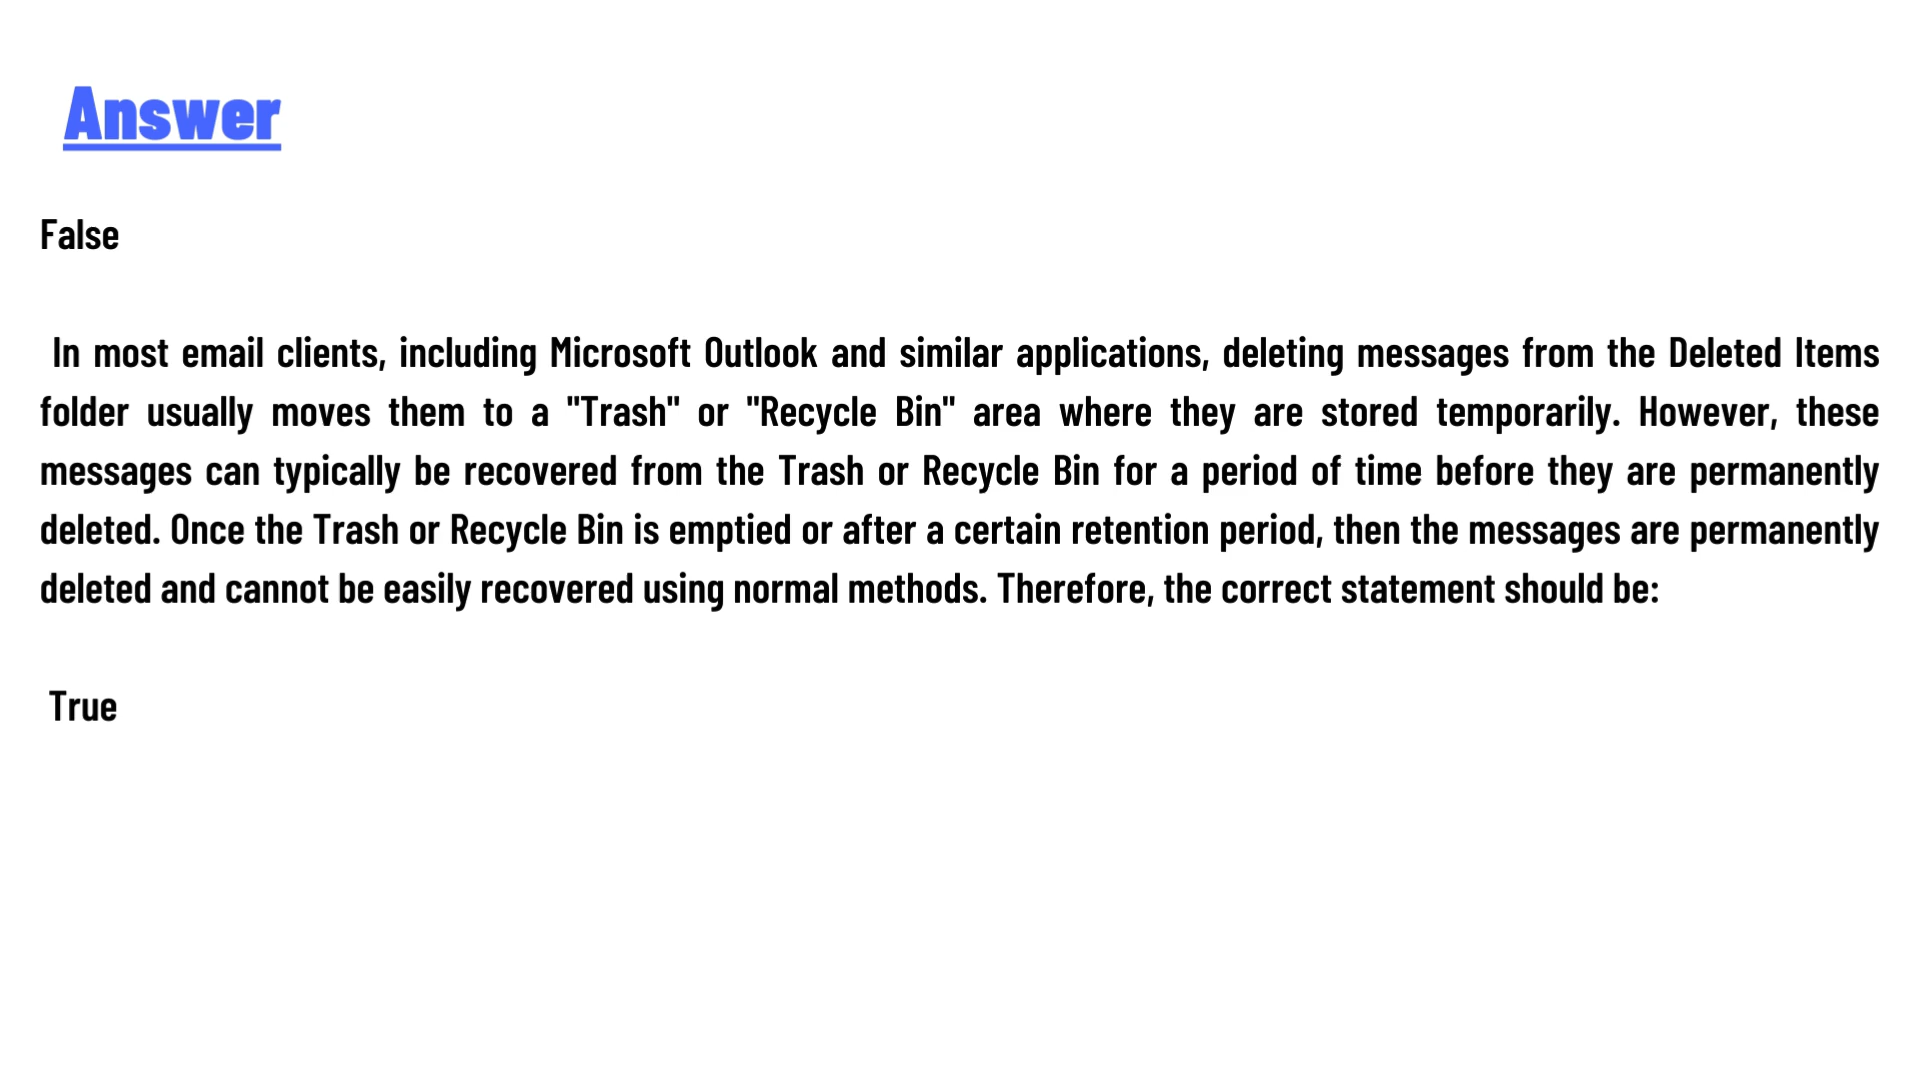 Answer
False
In most email clients, including Microsoft Outlook and similar applications, deleting messages from the Deleted Items
folder usually moves them to a "Trash" or "Recycle Bin" area where they are stored temporarily. However, these
messages can typically be recovered from the Trash or Recycle Bin for a period of time before they are permanently
deleted. Once the Trash or Recycle Bin is emptied or after a certain retention period, then the messages are permanently
deleted and cannot be easily recovered using normal methods. Therefore, the correct statement should be:
True